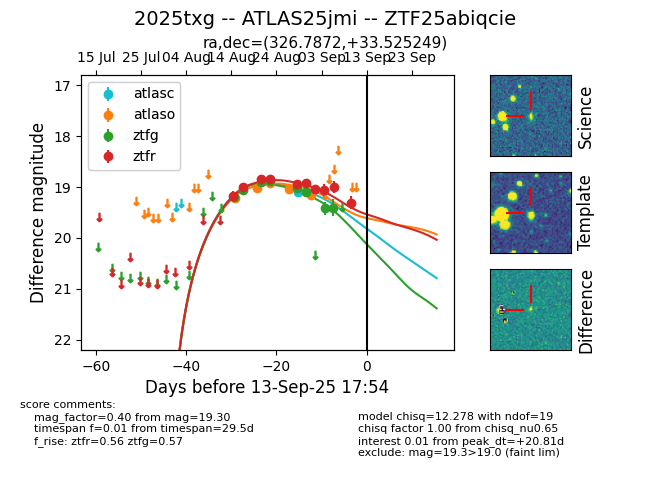 2025txg -- ATLAS25jmi -- ZTF25abiqcie
ra,dec=(326.7872,+33.525249)
15 Jul 25 Jul 04 Aug 14 Aug 24 Aug 03 Sep 13 Sep 23 Sep
17
18
19
20
21
22
Difference magnitude
atlasc
atlaso
ztfg
ztfr
−60 −40 −20 0
Days before 13-Sep-25 17:54
Science
Template
Difference
score comments:
mag_factor=0.40 from mag=19.30
timespan f=0.01 from timespan=29.5d
f_rise: ztfr=0.56 ztfg=0.57
model chisq=12.278 with ndof=19
chisq factor 1.00 from chisq_nu0.65
interest 0.01 from peak_dt=+20.81d
exclude: mag=19.3>19.0 (faint lim)